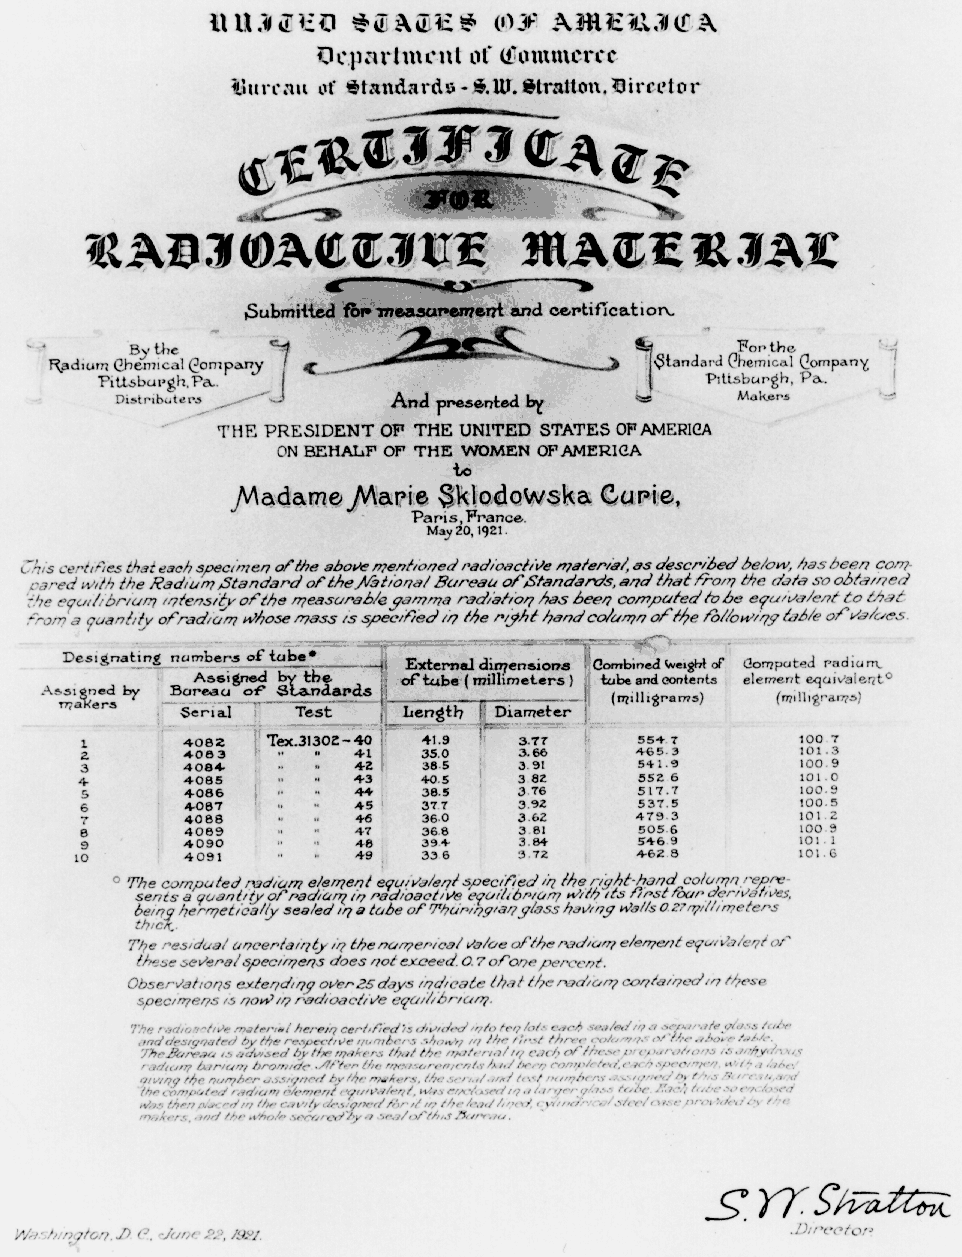 UNITED STATES OF AMERICA
Department of Commerce
Bureau of Standards - S.W. Stratton, Director
CERTIFICATE
FOR
RADIOACTIVE MATERIAL
Submitted for measurement and certification
By the
Radium Chemical Company
Pittsburgh, Pa.
Distributers
For the
Standard Chemical Company
Pittsburgh, Pa.
Makers
And presented by
THE PRESIDENT OF THE UNITED STATES OF AMERICA
ON BEHALF OF THE WOMEN OF AMERICA
to
Madame Marie Sklodowska Curie,
Paris, France.
May 20, 1921.
This certifies that each specimen of the above mentioned radioactive material, as described below, has been com-
pared with the Radium Standard of the National Bureau of Standards, and that from the data so obtained
the equilibrium intensity of the measurable gamma radiation has been computed to be equivalent to that
from a quantity of radium whose mass is specified in the right hand column of the following table of values.
Designating numbers of tube*
Assigned by makers
Assigned by the Bureau of Standards
Serial Test
External dimensions of tube (millimeters)
Length Diameter
Combined weight of tube and contents (milligrams)
Computed radium element equivalent° (milligrams)
1 4082 Tex.31302-40 41.9 3.77 554.7 100.7
2 4083 " " 41 35.0 3.66 465.3 101.3
3 4084 " " 42 38.5 3.91 541.9 100.9
4 4085 " " 43 40.5 3.82 552.6 101.0
5 4086 " " 44 38.5 3.76 517.7 100.9
6 4087 " " 45 37.7 3.92 537.5 100.5
7 4088 " " 46 36.0 3.62 479.3 101.2
8 4089 " " 47 36.8 3.81 505.6 100.9
9 4090 " " 48 39.4 3.84 546.9 101.1
10 4091 " " 49 33.6 3.72 462.8 101.6
° The computed radium element equivalent specified in the right-hand column repre-
sents a quantity of radium in radioactive equilibrium with its first four derivatives,
being hermetically sealed in a tube of Thuringian glass having walls 0.27 millimeters
thick.
The residual uncertainty in the numerical value of the radium element equivalent of
these several specimens does not exceed 0.7 of one percent.
Observations extending over 25 days indicate that the radium contained in these
specimens is now in radioactive equilibrium.
The radioactive material herein certified is divided into ten lots each sealed in a separate glass tube
and designated by the respective numbers shown in the first three columns of the above table.
The Bureau is advised by the makers that the material in each of these preparations is anhydrous
radium barium bromide. After the measurements had been completed, each specimen, with a label
giving the number assigned by the makers, the serial and test numbers assigned by this Bureau, and
the computed radium element equivalent, was enclosed in a larger glass tube. Each tube so enclosed
was then placed in the cavity designed for it in the lead lined, cylindrical steel case provided by the
makers, and the whole secured by a seal of this Bureau.
S. W. Stratton
Director
Washington, D. C., June 22, 1921.